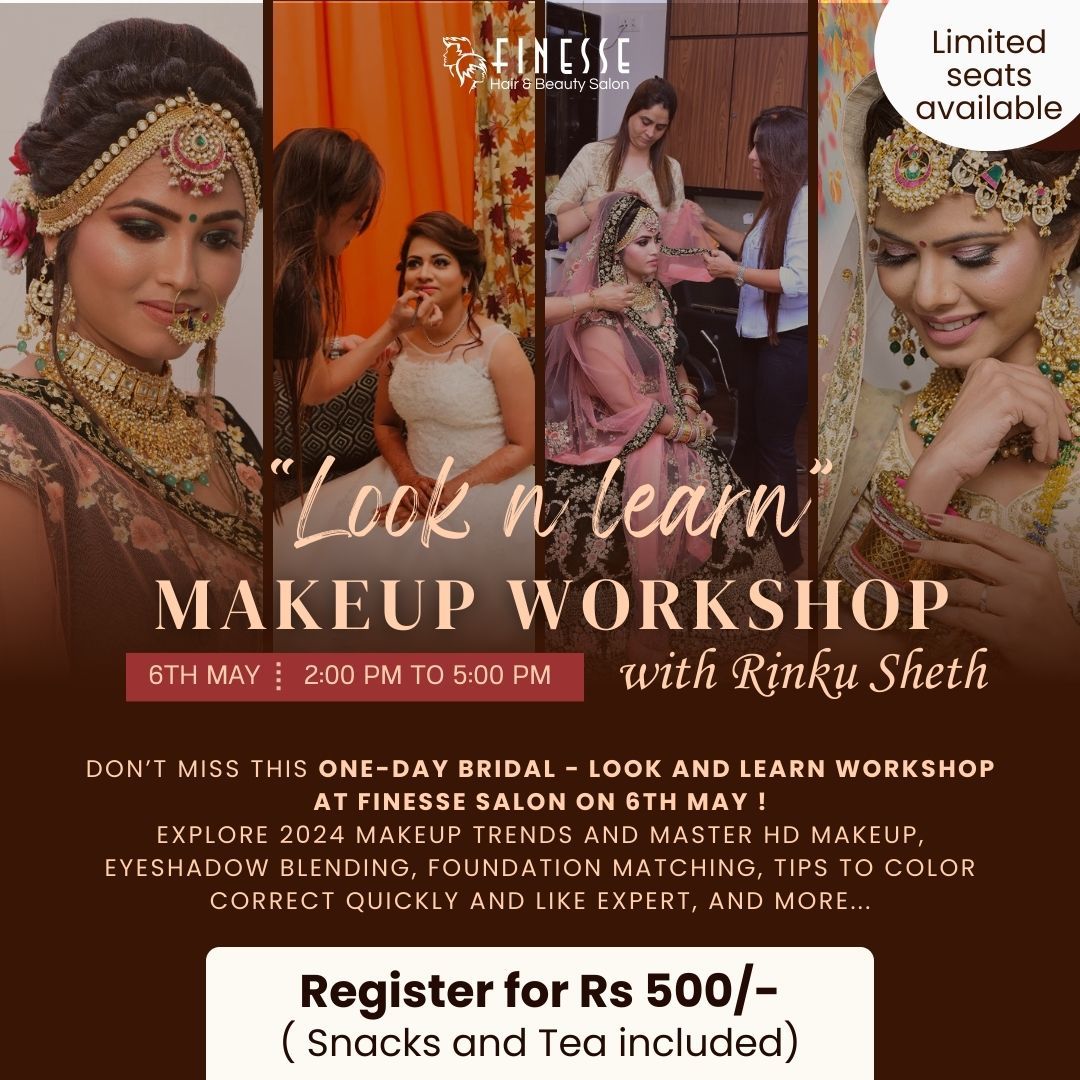 FINESSE
Hair & Beauty Salon
Limited
seats
available
“Look n learn”
MAKEUP WORKSHOP
6TH MAY ⋮ 2:00 PM TO 5:00 PM
with Rinku Sheth
DON’T MISS THIS ONE-DAY BRIDAL - LOOK AND LEARN WORKSHOP
AT FINESSE SALON ON 6TH MAY !
EXPLORE 2024 MAKEUP TRENDS AND MASTER HD MAKEUP,
EYESHADOW BLENDING, FOUNDATION MATCHING, TIPS TO COLOR
CORRECT QUICKLY AND LIKE EXPERT, AND MORE...
Register for Rs 500/-
( Snacks and Tea included)